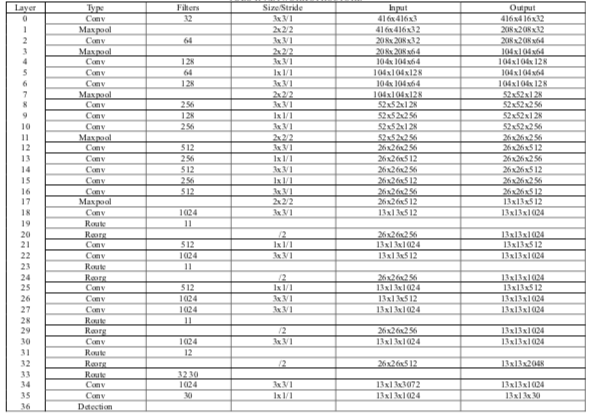 Layer Type Filters Size/Stride Input Output
0 Conv 32 3x3/1 416x416x3 416x416x32
1 Maxpool 2x2/2 416x416x32 208x208x32
2 Conv 64 3x3/1 208x208x32 208x208x64
3 Maxpool 2x2/2 208x208x64 104x104x64
4 Conv 128 3x3/1 104x104x64 104x104x128
5 Conv 64 1x1/1 104x104x128 104x104x64
6 Conv 128 3x3/1 104x104x64 104x104x128
7 Maxpool 2x2/2 104x104x128 52x52x128
8 Conv 256 3x3/1 52x52x128 52x52x256
9 Conv 128 1x1/1 52x52x256 52x52x128
10 Conv 256 3x3/1 52x52x128 52x52x256
11 Maxpool 2x2/2 52x52x256 26x26x256
12 Conv 512 3x3/1 26x26x256 26x26x512
13 Conv 256 1x1/1 26x26x512 26x26x256
14 Conv 512 3x3/1 26x26x256 26x26x512
15 Conv 256 1x1/1 26x26x512 26x26x256
16 Conv 512 3x3/1 26x26x256 26x26x512
17 Maxpool 2x2/2 26x26x512 13x13x512
18 Conv 1024 3x3/1 13x13x512 13x13x1024
19 Route 11
20 Reorg /2 26x26x256 13x13x1024
21 Conv 512 1x1/1 13x13x1024 13x13x512
22 Conv 1024 3x3/1 13x13x512 13x13x1024
23 Route 11
24 Reorg /2 26x26x256 13x13x1024
25 Conv 512 1x1/1 13x13x1024 13x13x512
26 Conv 1024 3x3/1 13x13x512 13x13x1024
27 Conv 1024 3x3/1 13x13x1024 13x13x1024
28 Route 11
29 Reorg /2 26x26x256 13x13x1024
30 Conv 1024 3x3/1 13x13x1024 13x13x1024
31 Route 12
32 Reorg /2 26x26x512 13x13x2048
33 Route 3230
34 Conv 1024 3x3/1 13x13x3072 13x13x1024
35 Conv 30 1x1/1 13x13x1024 13x13x30
36 Detection